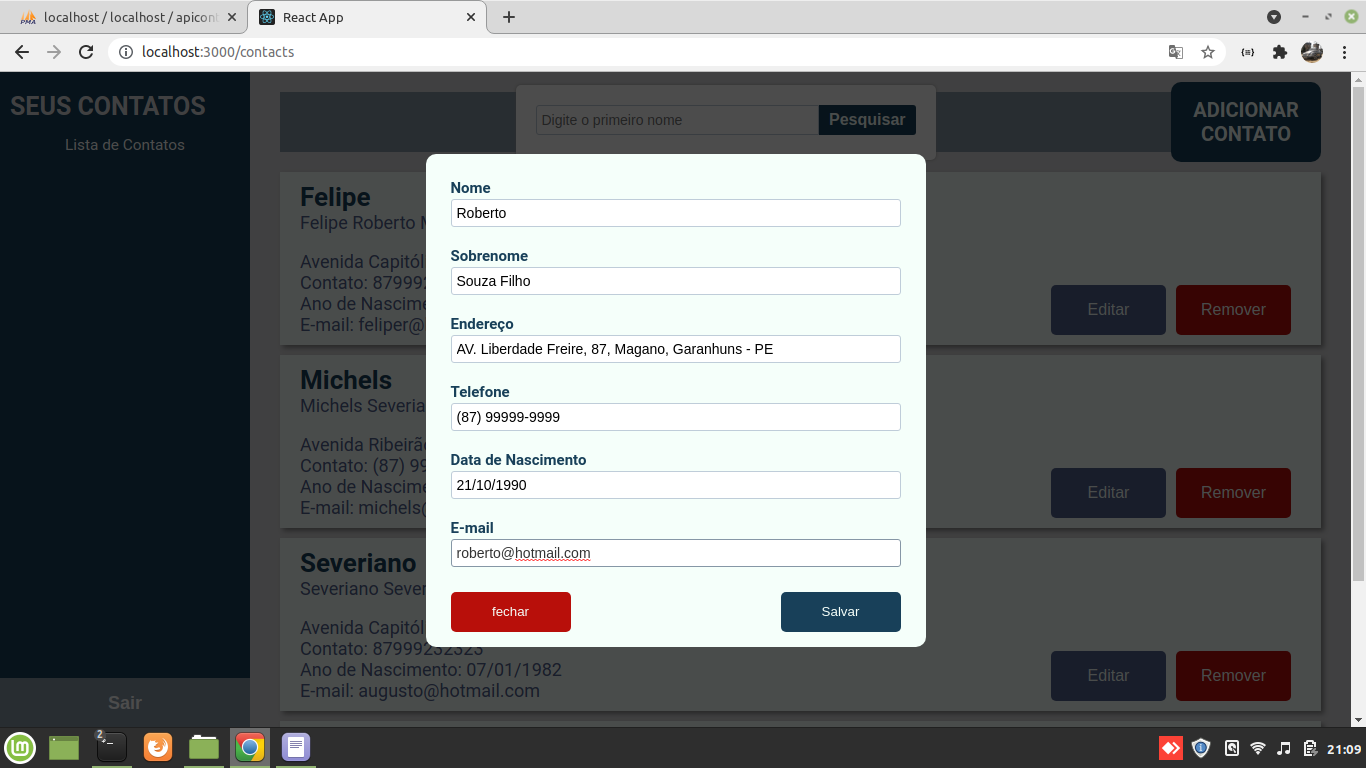 localhost / localhost / apicont
React App
localhost:3000/contacts
SEUS CONTATOS
Lista de Contatos
Sair
Digite o primeiro nome
Pesquisar
ADICIONAR
CONTATO
Felipe
Felipe Roberto
Avenida Capitól
Contato: 87999
Ano de Nascime
E-mail: feliper@
Editar
Remover
Michels
Michels Severia
Avenida Ribeirã
Contato: (87) 99
Ano de Nascime
E-mail: michels
Editar
Remover
Severiano
Severiano Sever
Avenida Capitól
Contato: 87999232323
Ano de Nascimento: 07/01/1982
E-mail: augusto@hotmail.com
Editar
Remover
Nome
Roberto
Sobrenome
Souza Filho
Endereço
AV. Liberdade Freire, 87, Magano, Garanhuns - PE
Telefone
(87) 99999-9999
Data de Nascimento
21/10/1990
E-mail
roberto@hotmail.com
fechar
Salvar
2
21:09